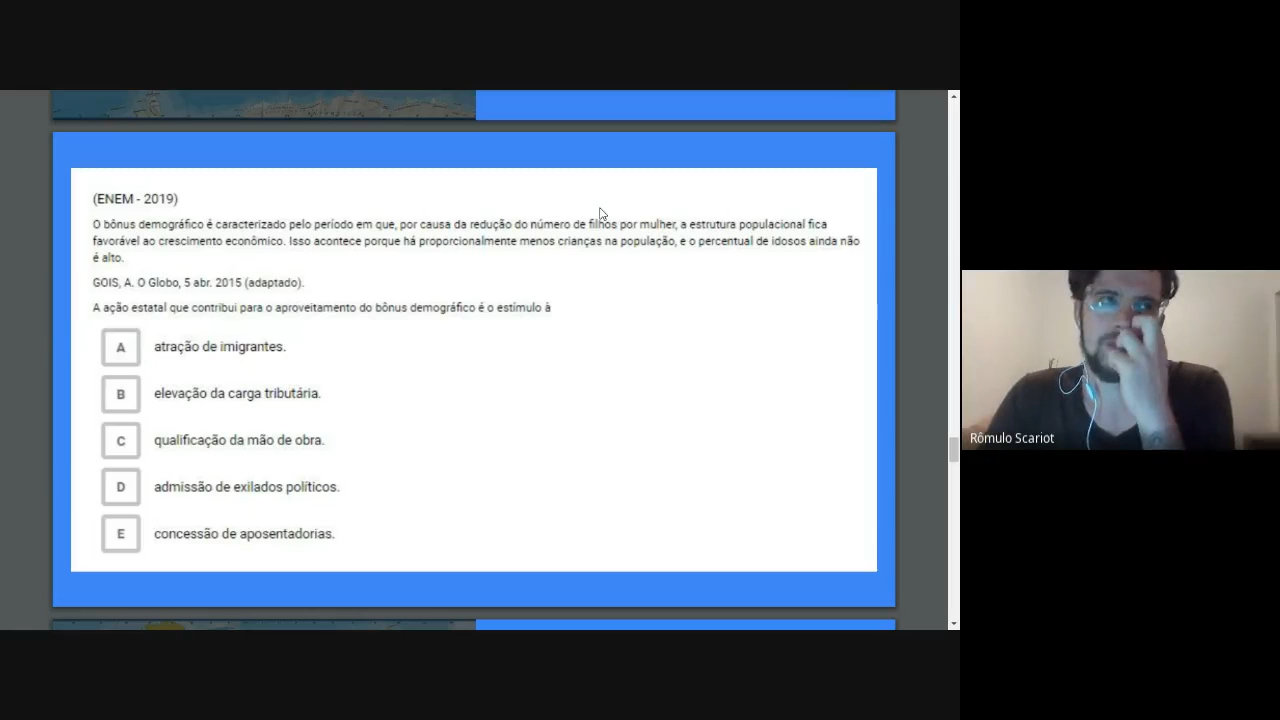 (ENEM - 2019)
O bônus demográfico é caracterizado pelo período em que, por causa da redução do número de filhos por mulher, a estrutura populacional fica
favorável ao crescimento econômico. Isso acontece porque há proporcionalmente menos crianças na população, e o percentual de idosos ainda não
é alto.
GOIS, A. O Globo, 5 abr. 2015 (adaptado).
A ação estatal que contribui para o aproveitamento do bônus demográfico é o estímulo à
A atração de imigrantes.
B elevação da carga tributária.
C qualificação da mão de obra.
D admissão de exilados políticos.
E concessão de aposentadorias.
Rômulo Scariot